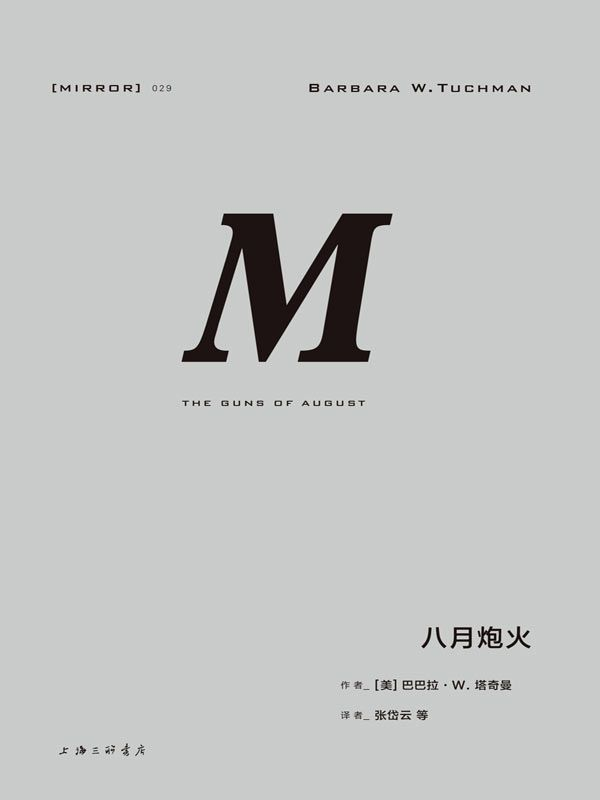 [MIRROR] 029
BARBARA W. TUCHMAN
M
THE GUNS OF AUGUST
八月炮火
作者_ [美] 巴巴拉·W. 塔奇曼
译者_ 张岱云 等
上海三联书店